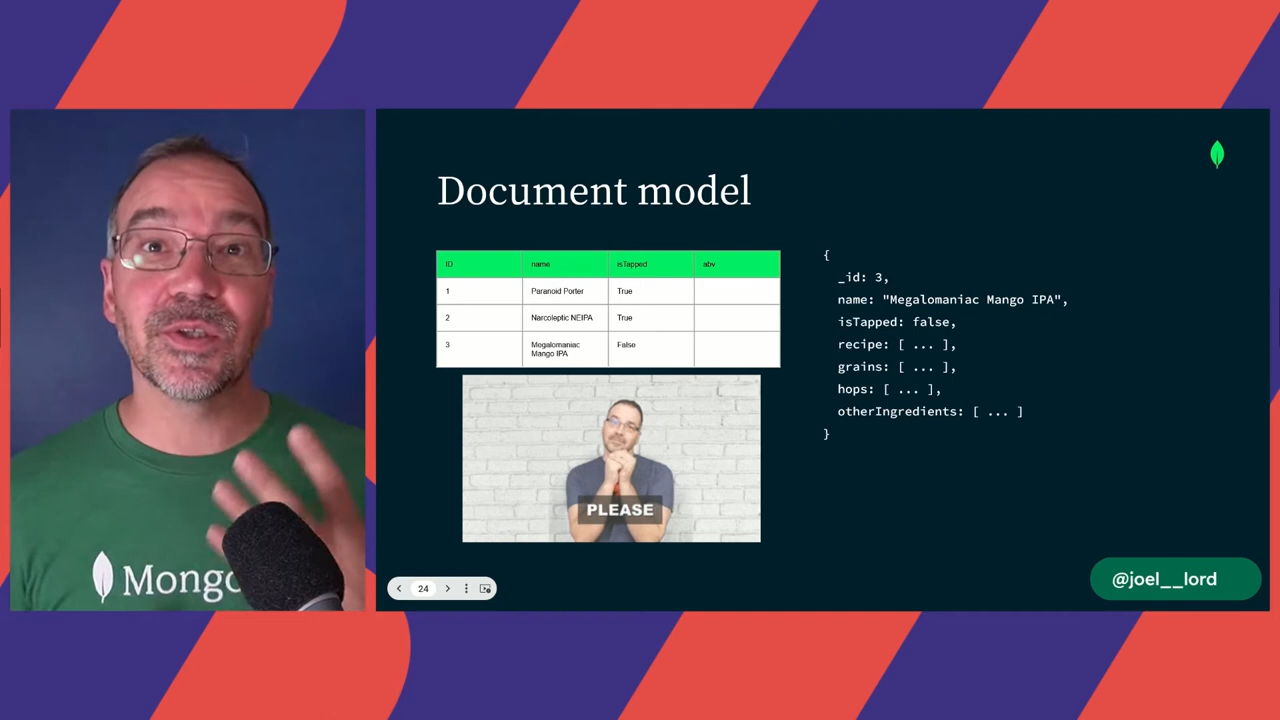 Document model
ID name isTapped abv
1 Paranoid Porter True
2 Narcoleptic NEIPA True
3 Megalomaniac False
Mango IPA
PLEASE
{
_id: 3,
name: "Megalomaniac Mango IPA",
isTapped: false,
recipe: [ ... ],
grains: [ ... ],
hops: [ ... ],
otherIngredients: [ ... ]
}
24
@joel__lord
Mongo